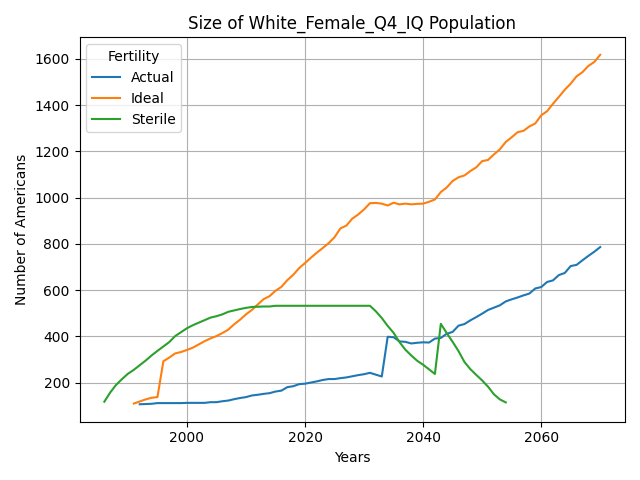 Size of White_Female_Q4_IQ Population
Fertility
Actual
Ideal
Sterile
Number of Americans
1600
1400
1200
1000
800
600
400
200
2000
2020
2040
2060
Years